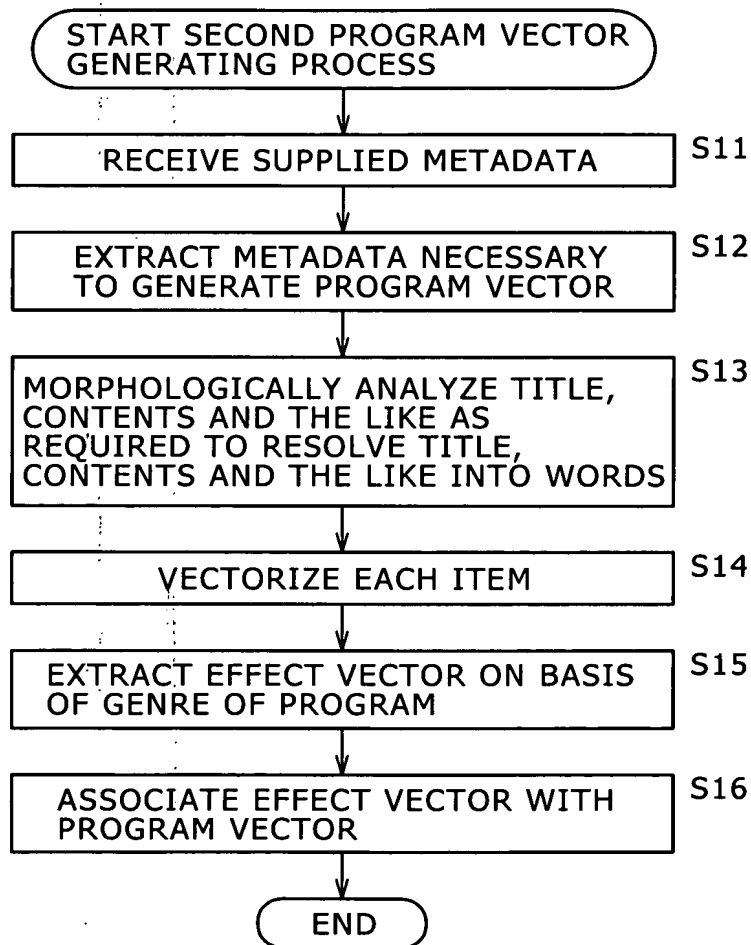 START SECOND PROGRAM VECTOR
GENERATING PROCESS
RECEIVE SUPPLIED METADATA
S11
EXTRACT METADATA NECESSARY
TO GENERATE PROGRAM VECTOR
S12
MORPHOLOGICALLY ANALYZE TITLE,
CONTENTS AND THE LIKE AS
REQUIRED TO RESOLVE TITLE,
CONTENTS AND THE LIKE INTO WORDS
S13
VECTORIZE EACH ITEM
S14
EXTRACT EFFECT VECTOR ON BASIS
OF GENRE OF PROGRAM
S15
ASSOCIATE EFFECT VECTOR WITH
PROGRAM VECTOR
S16
END